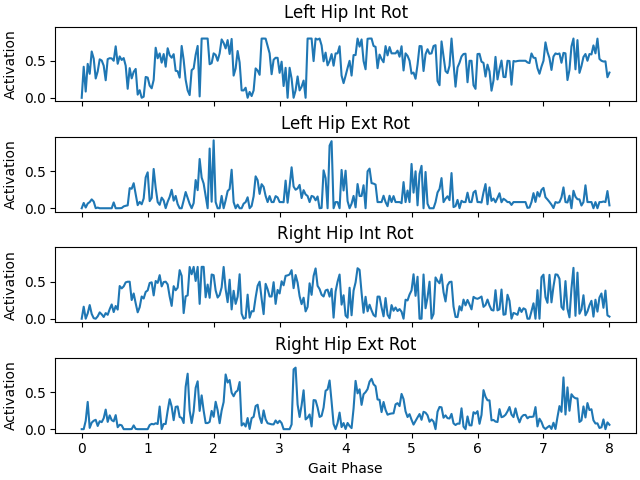 Left Hip Int Rot
Activation
0.5
0.0
Left Hip Ext Rot
Activation
0.5
0.0
Right Hip Int Rot
Activation
0.5
0.0
Right Hip Ext Rot
Activation
0.5
0.0
0 1 2 3 4 5 6 7 8
Gait Phase